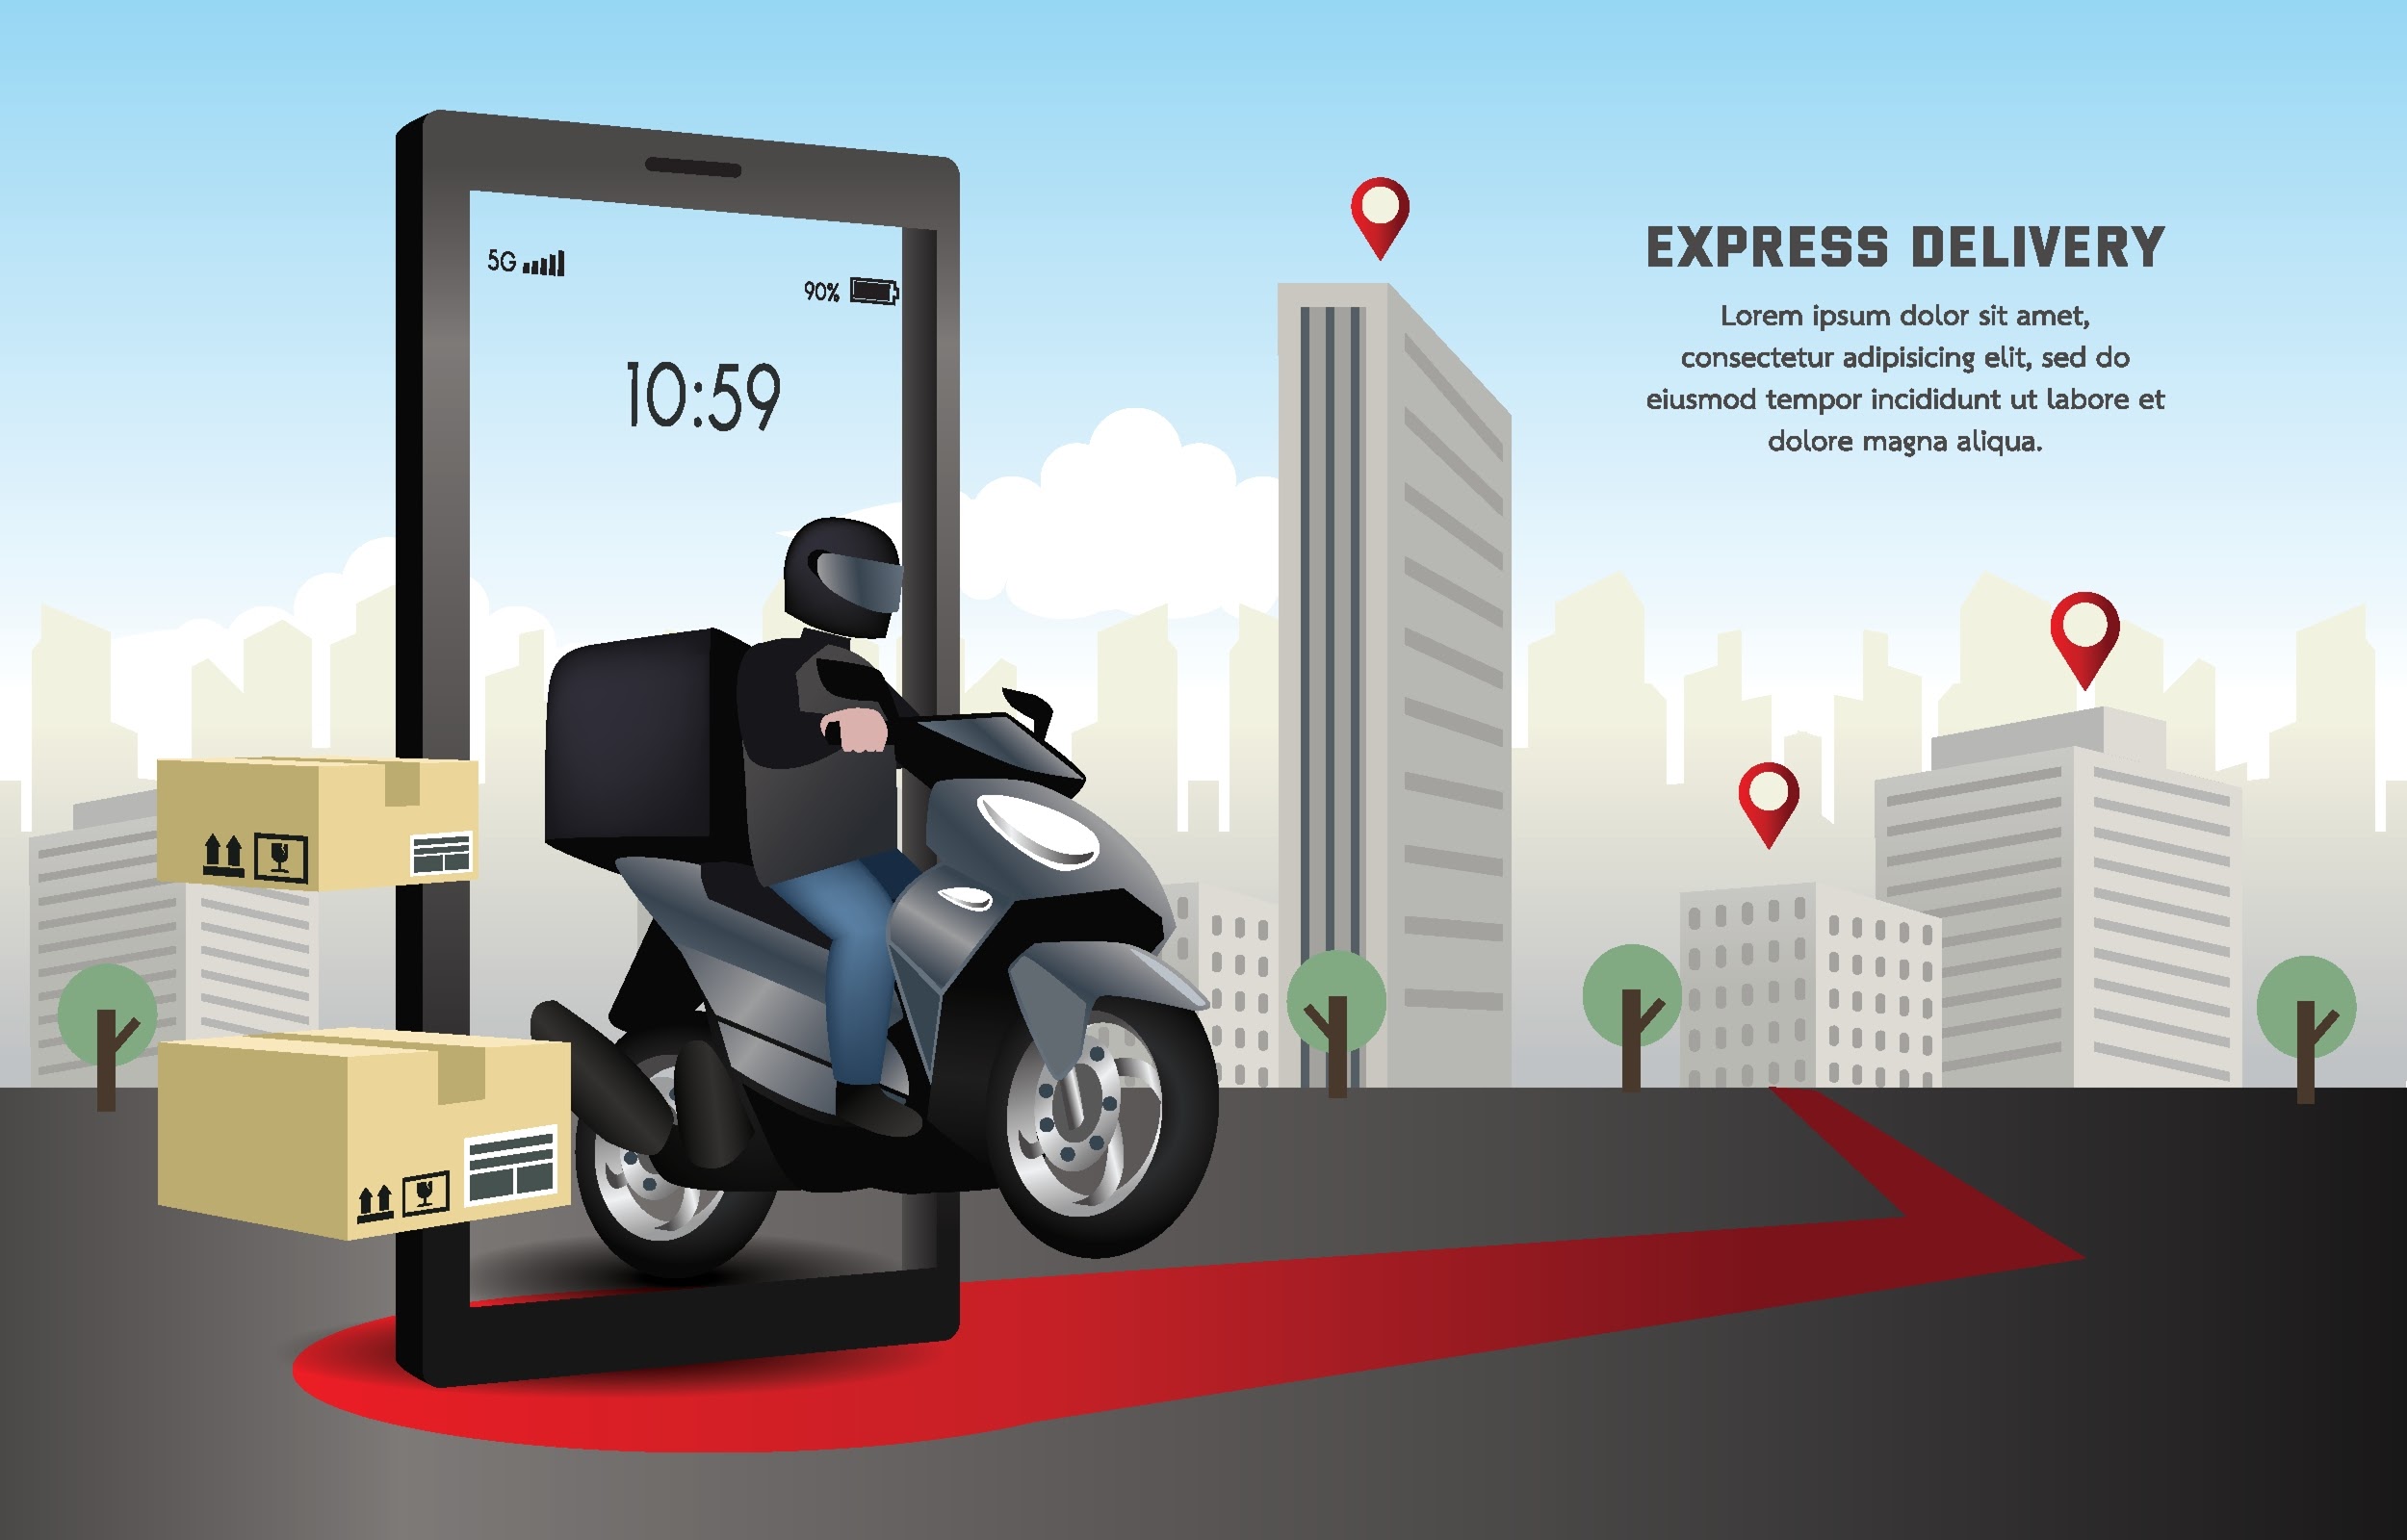 5G
90%
10:59
EXPRESS DELIVERY
Lorem ipsum dolor sit amet,
consectetur adipisicing elit, sed do
eiusmod tempor incididunt ut labore et
dolore magna aliqua.